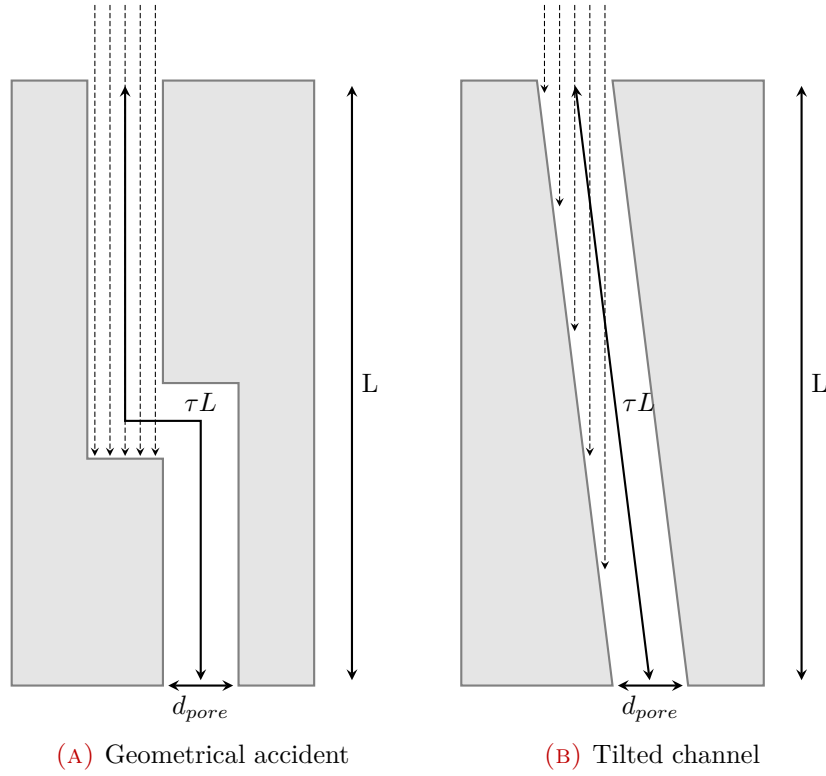 τL
L
d_pore
(A) Geometrical accident
τL
L
d_pore
(B) Tilted channel